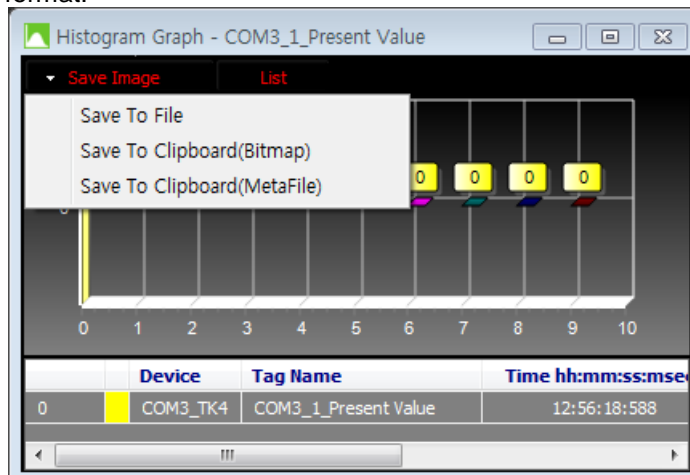 format.
Histogram Graph - COM3_1_Present Value
Save Image List
Save To File
Save To Clipboard(Bitmap)
Save To Clipboard(MetaFile)
0 0 0 0
0
0 1 2 3 4 5 6 7 8 9 10
Device Tag Name Time hh:mm:ss:mse
0 COM3_TK4 COM3_1_Present Value 12:56:18:588